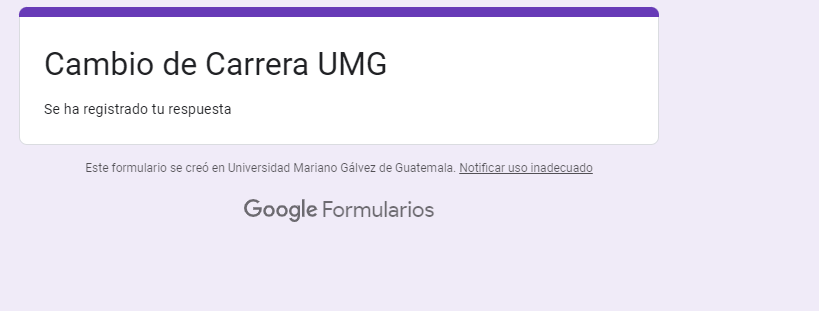 Cambio de Carrera UMG
Se ha registrado tu respuesta
Este formulario se creó en Universidad Mariano Gálvez de Guatemala. Notificar uso inadecuado
Google Formularios